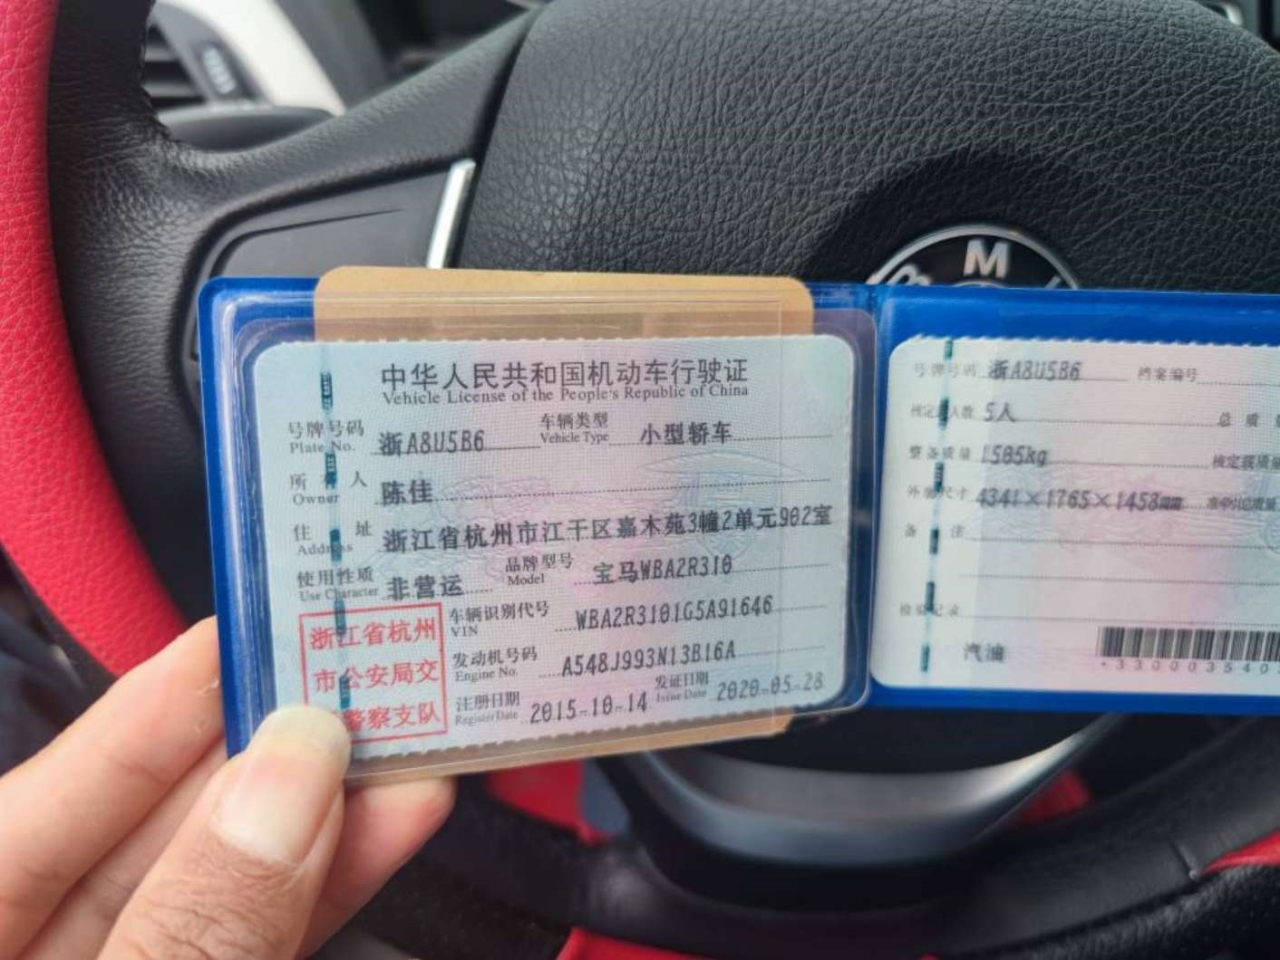 M
中华人民共和国机动车行驶证
Vehicle License of the People's Republic of China
号牌号码 浙A8U5B6 车辆类型 小型轿车
Plate No. Vehicle Type
所有人 陈佳
Owner
住址 浙江省杭州市江干区嘉木苑3幢2单元902室
Address
使用性质 非营运 品牌型号 宝马WBA2R310
Use Character Model
浙江省杭州
市公安局交
警察支队
车辆识别代号 WBA2R3101G5A91646
VIN
发动机号码 A548J993N13B16A
Engine No.
注册日期 2015-10-14 发证日期 2020-05-28
Register Date Issue Date
号牌号码 浙A8U5B6 档案编号
核定载人数 5人 总质
整备质量 1505kg 核定载质量
外廓尺寸 4341×1765×1458mm
备注
检验记录
汽油